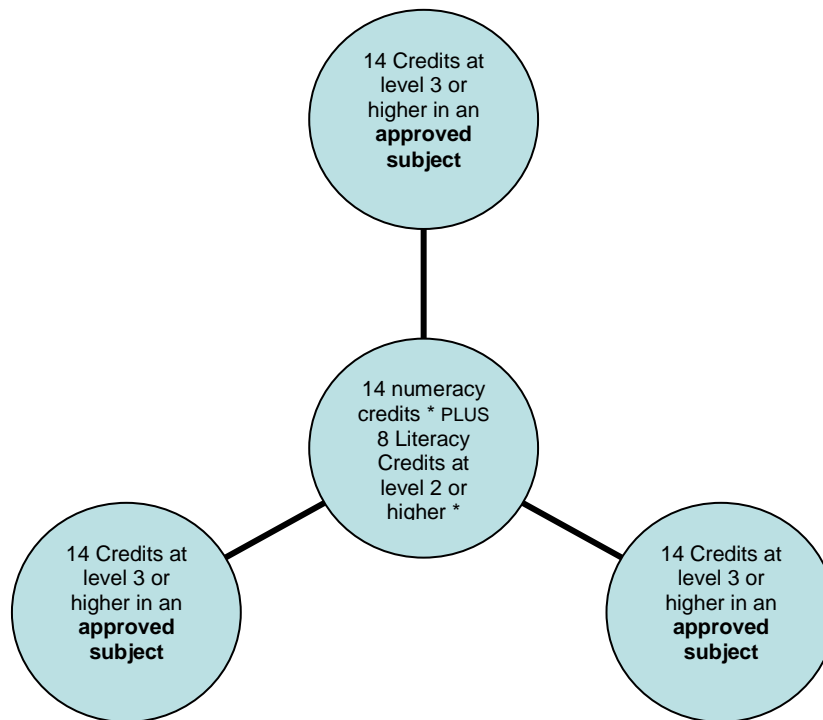 14 Credits at
level 3 or
higher in an
approved
subject
14 numeracy
credits * PLUS
8 Literacy
Credits at
level 2 or
higher *
14 Credits at
level 3 or
higher in an
approved
subject
14 Credits at
level 3 or
higher in an
approved
subject